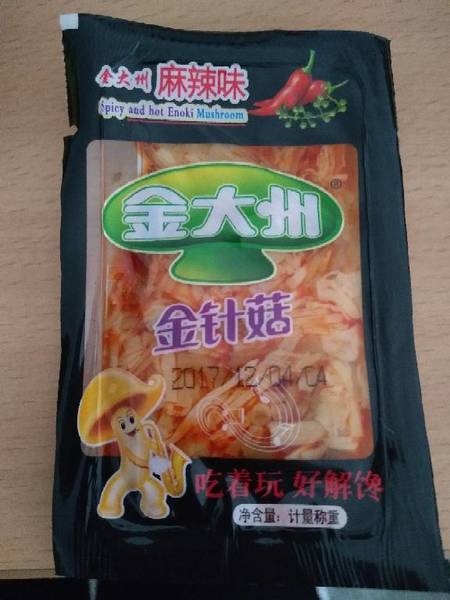 金大州 麻辣味
Spicy and hot Enoki Mushroom
金大州®
金针菇
2017/12/04/CA
吃着玩 好解馋
净含量：计量称重